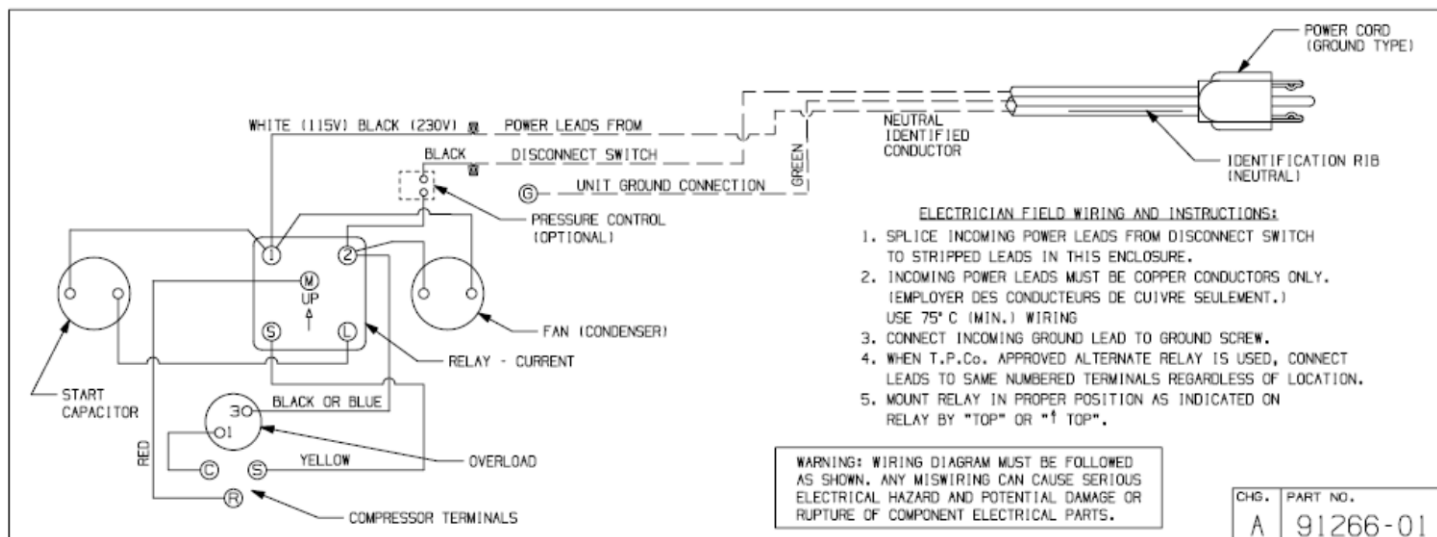 POWER CORD
(GROUND TYPE)
WHITE (115V) BLACK (230V)
POWER LEADS FROM
NEUTRAL
IDENTIFIED
CONDUCTOR
GREEN
IDENTIFICATION RIB
(NEUTRAL)
BLACK
DISCONNECT SWITCH
G
UNIT GROUND CONNECTION
PRESSURE CONTROL
(OPTIONAL)
1
2
M
UP
S
L
FAN (CONDENSER)
RELAY - CURRENT
START
CAPACITOR
BLACK OR BLUE
3
1
OVERLOAD
RED
YELLOW
C
S
R
COMPRESSOR TERMINALS
ELECTRICIAN FIELD WIRING AND INSTRUCTIONS:
1. SPLICE INCOMING POWER LEADS FROM DISCONNECT SWITCH
TO STRIPPED LEADS IN THIS ENCLOSURE.
2. INCOMING POWER LEADS MUST BE COPPER CONDUCTORS ONLY.
(EMPLOYER DES CONDUCTEURS DE CUIVRE SEULEMENT.)
USE 75° C (MIN.) WIRING
3. CONNECT INCOMING GROUND LEAD TO GROUND SCREW.
4. WHEN T.P.Co. APPROVED ALTERNATE RELAY IS USED, CONNECT
LEADS TO SAME NUMBERED TERMINALS REGARDLESS OF LOCATION.
5. MOUNT RELAY IN PROPER POSITION AS INDICATED ON
RELAY BY "TOP" OR "↑ TOP".
WARNING: WIRING DIAGRAM MUST BE FOLLOWED
AS SHOWN. ANY MISWIRING CAN CAUSE SERIOUS
ELECTRICAL HAZARD AND POTENTIAL DAMAGE OR
RUPTURE OF COMPONENT ELECTRICAL PARTS.
CHG.
A
PART NO.
91266-01